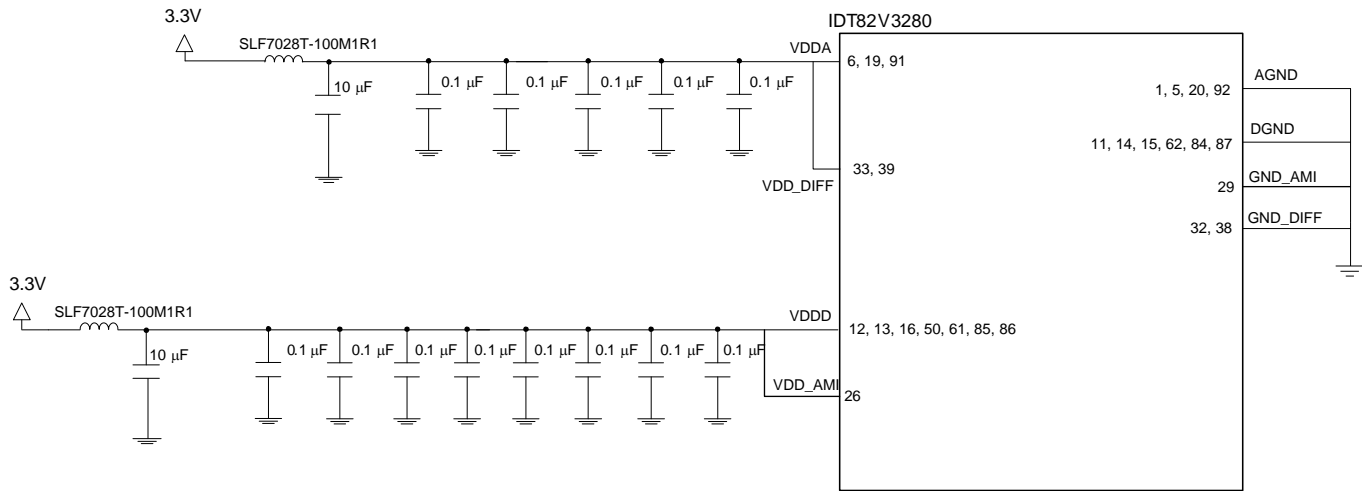 IDT82V3280
3.3V
SLF7028T-100M1R1
VDDA
6, 19, 91
10 µF
0.1 µF
0.1 µF
0.1 µF
0.1 µF
0.1 µF
AGND
1, 5, 20, 92
DGND
11, 14, 15, 62, 84, 87
33, 39
VDD_DIFF
GND_AMI
29
GND_DIFF
32, 38
3.3V
SLF7028T-100M1R1
VDDD
12, 13, 16, 50, 61, 85, 86
10 µF
0.1 µF
0.1 µF
0.1 µF
0.1 µF
0.1 µF
0.1 µF
0.1 µF
0.1 µF
VDD_AMI
26